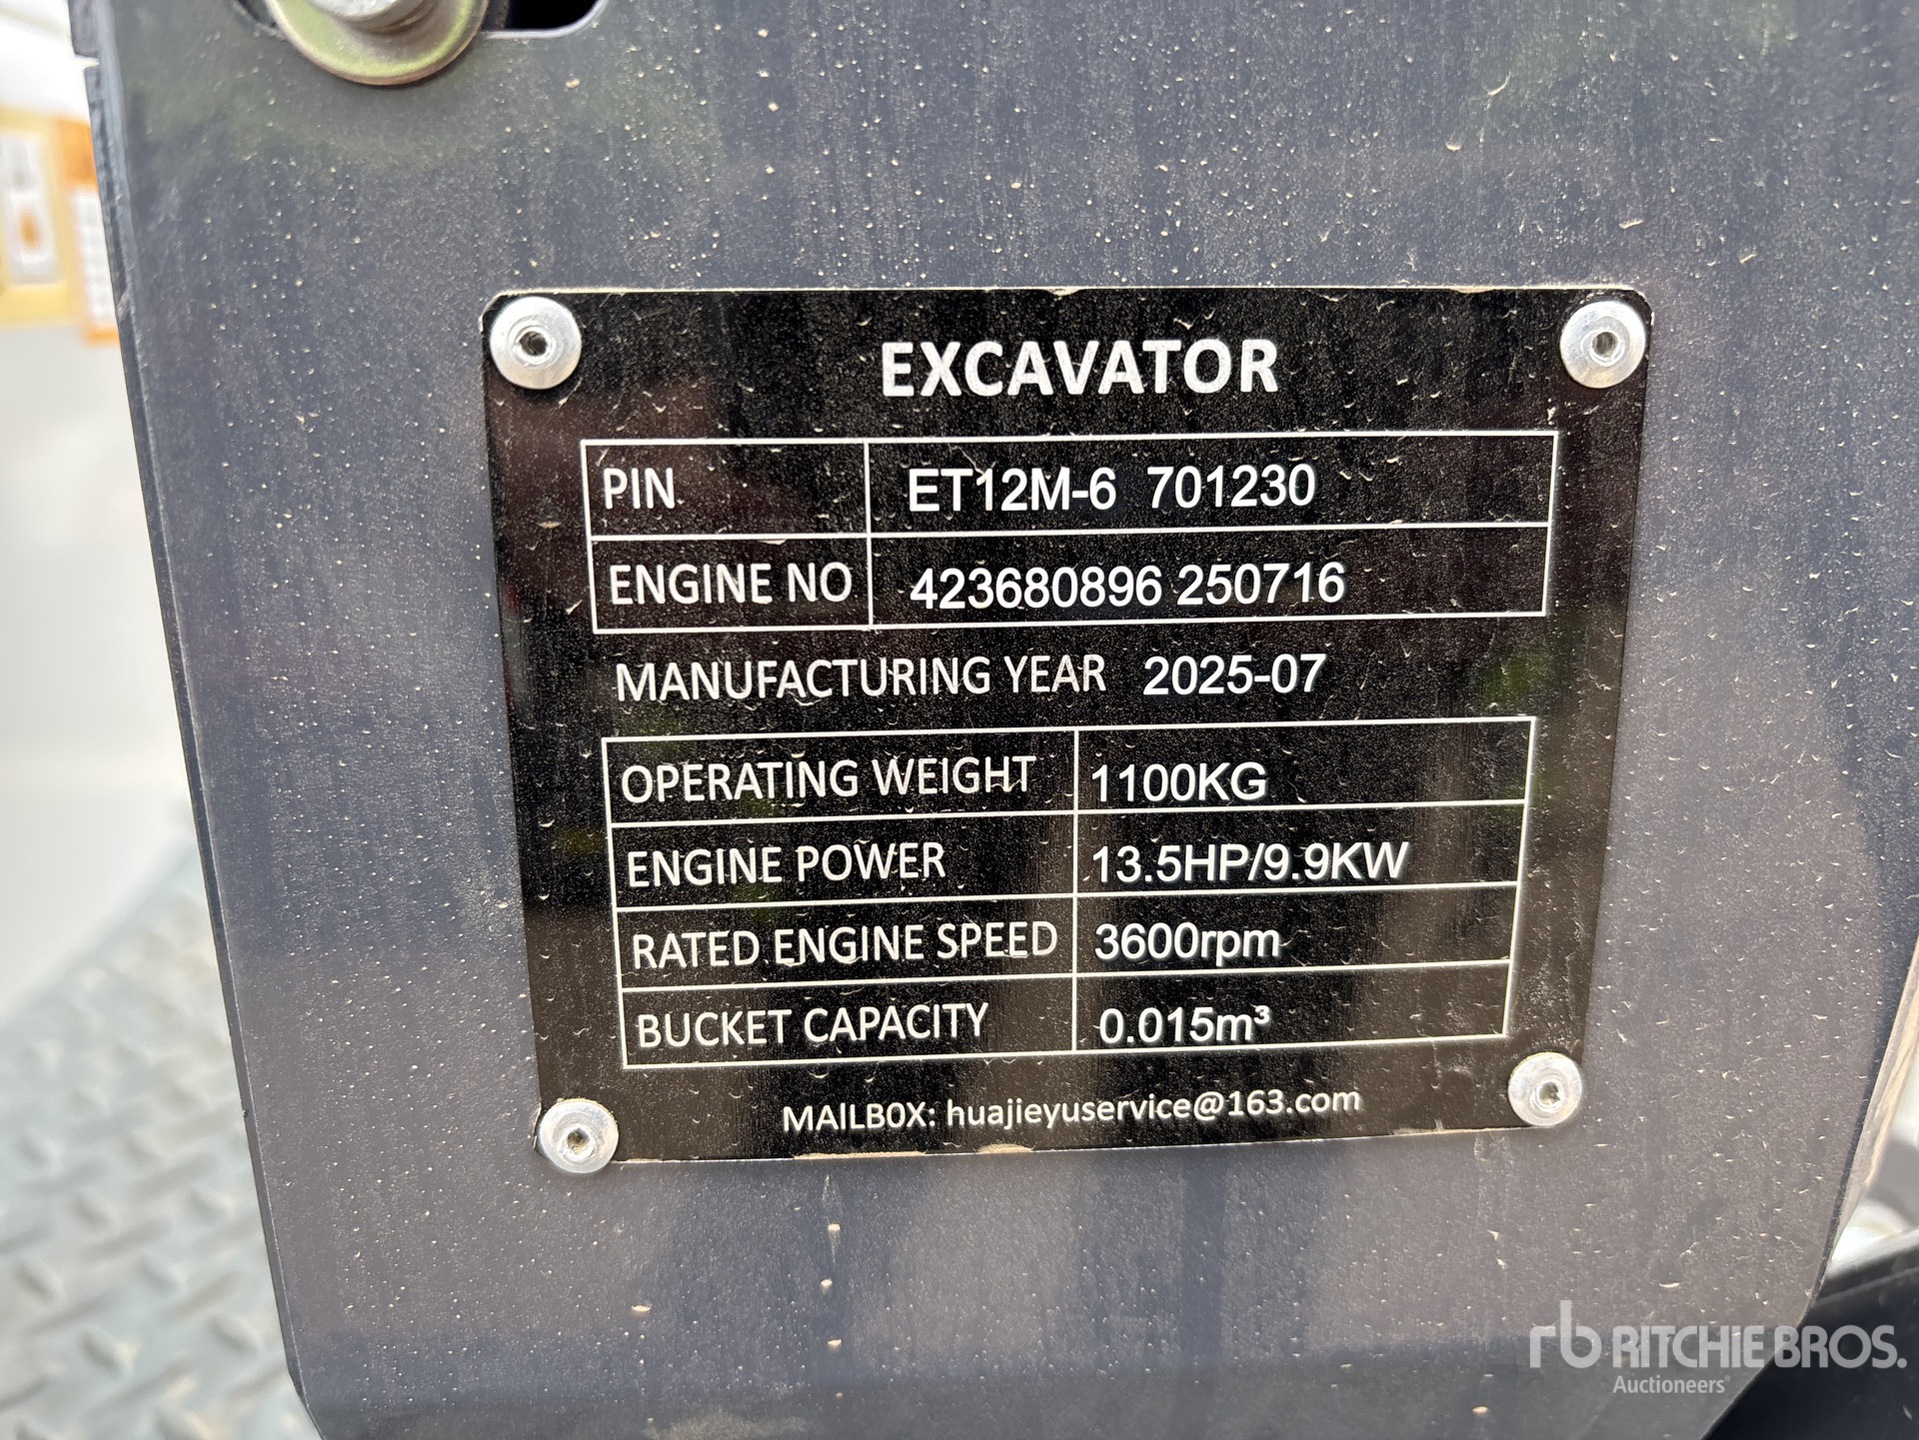 EXCAVATOR
PIN ET12M-6 701230
ENGINE NO 423680896 250716
MANUFACTURING YEAR 2025-07
OPERATING WEIGHT 1100KG
ENGINE POWER 13.5HP/9.9KW
RATED ENGINE SPEED 3600rpm
BUCKET CAPACITY 0.015m³
MAILBOX: huajieyuservice@163.com
rb RITCHIE BROS.
Auctioneers